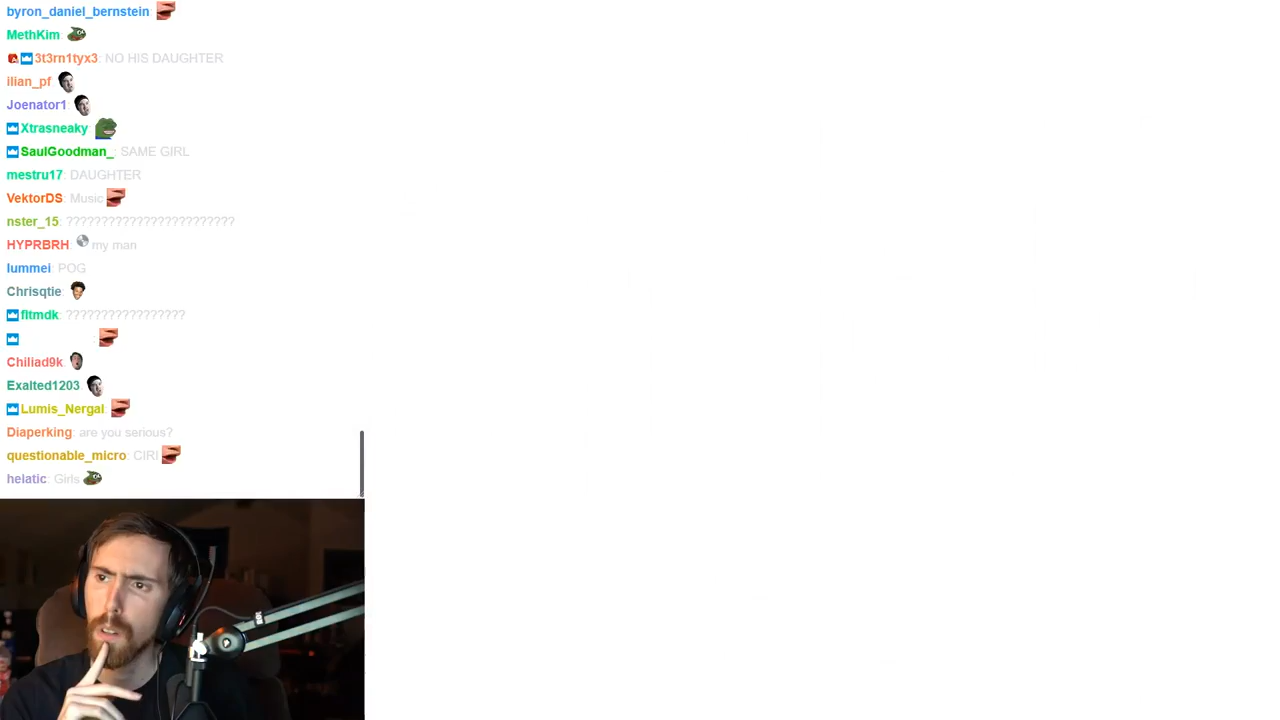 byron_daniel_bernstein
MethKim:
3t3rn1tyx3: NO HIS DAUGHTER
ilian_pf:
Joenator1:
Xtrasneaky:
SaulGoodman_: SAME GIRL
mestru17: DAUGHTER
VektorDS: Music
nster_15: ????????????????????????
HYPRBRH: my man
lummei: POG
Chrisqtie:
fltmdk: ?????????????????
:
Chiliad9k:
Exalted1203:
Lumis_Nergal:
Diaperking: are you serious?
questionable_micro: CIRI
helatic: Girls